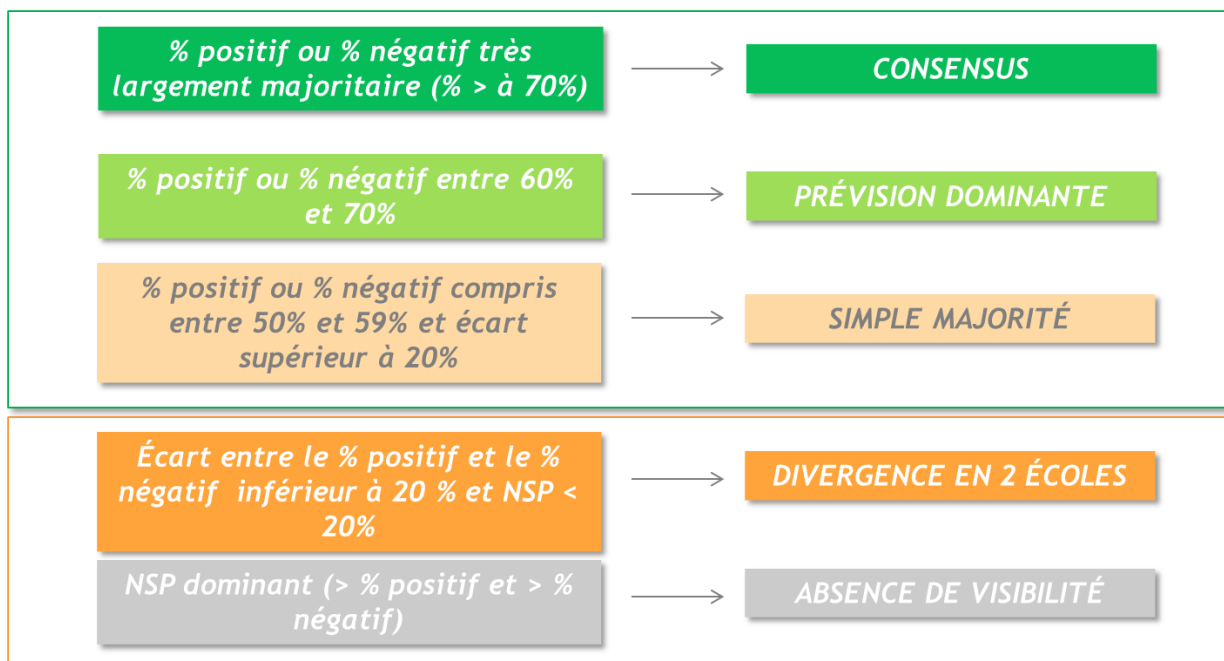 % positif ou % négatif très
largement majoritaire (% > à 70%)
CONSENSUS
% positif ou % négatif entre 60%
et 70%
PRÉVISION DOMINANTE
% positif ou % négatif compris
entre 50% et 59% et écart
supérieur à 20%
SIMPLE MAJORITÉ
Écart entre le % positif et le %
négatif inférieur à 20 % et NSP <
20%
DIVERGENCE EN 2 ÉCOLES
NSP dominant (> % positif et > %
négatif)
ABSENCE DE VISIBILITÉ